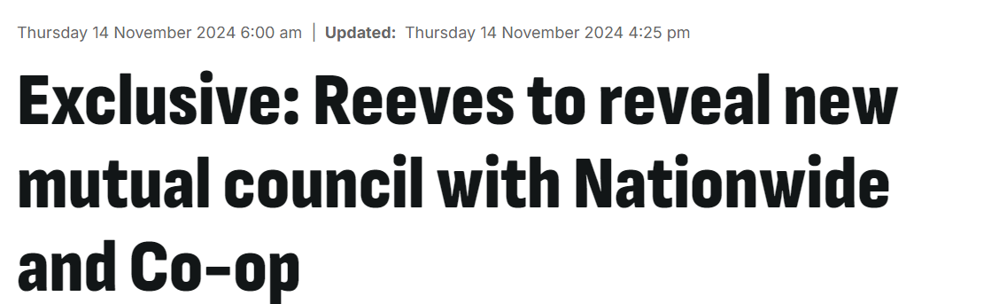 Thursday 14 November 2024 6:00 am | Updated: Thursday 14 November 2024 4:25 pm
Exclusive: Reeves to reveal new
mutual council with Nationwide
and Co-op